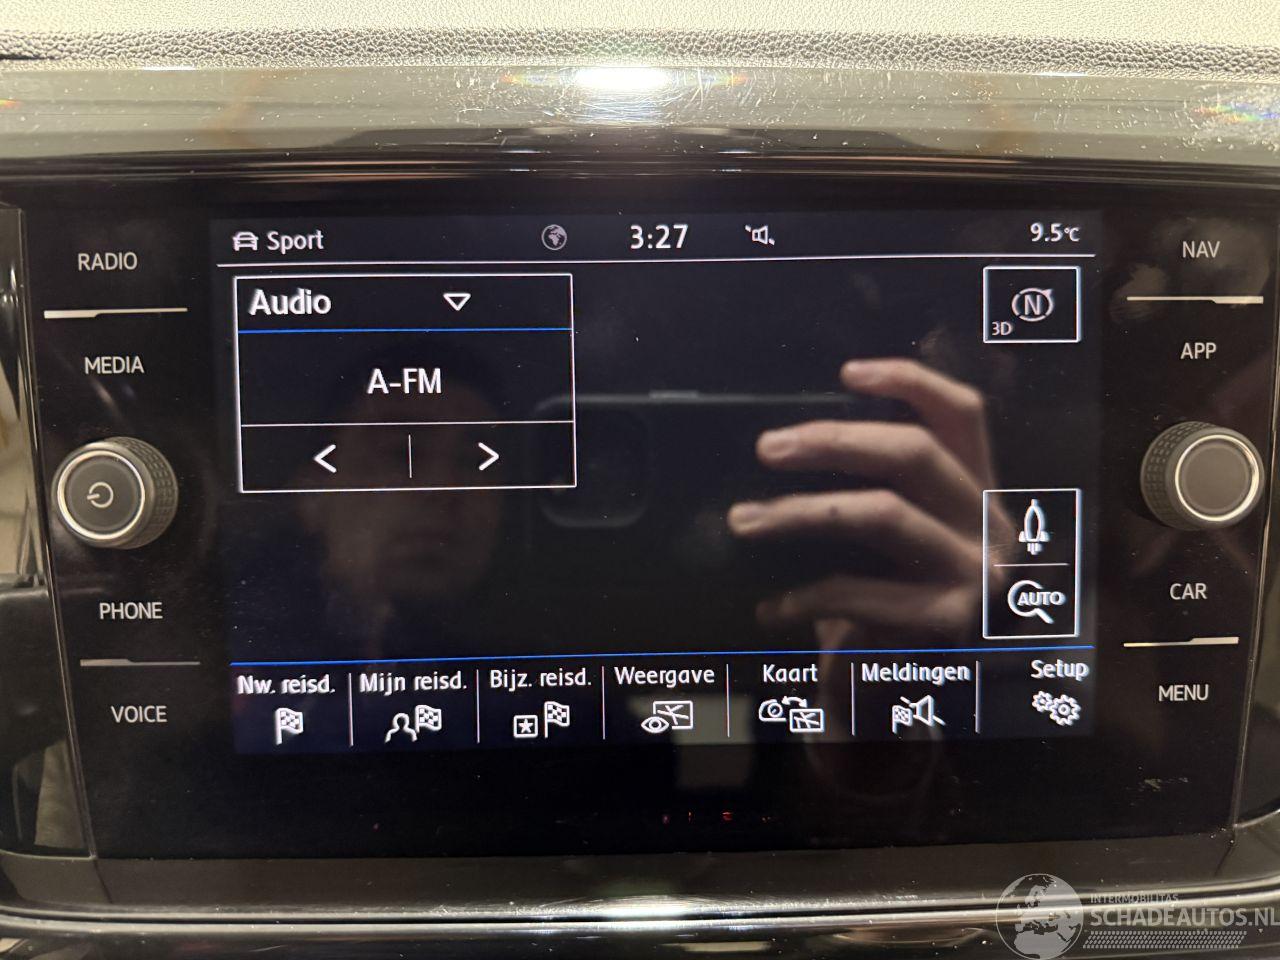 Sport 3:27 9.5°C
RADIO
MEDIA
PHONE
VOICE
Audio
A-FM
< >
N
3D
AUTO
Nw. reisd. Mijn reisd. Bijz. reisd. Weergave Kaart Meldingen Setup
NAV
APP
CAR
MENU
INTERMOBILITAS
SCHADEAUTOS.NL